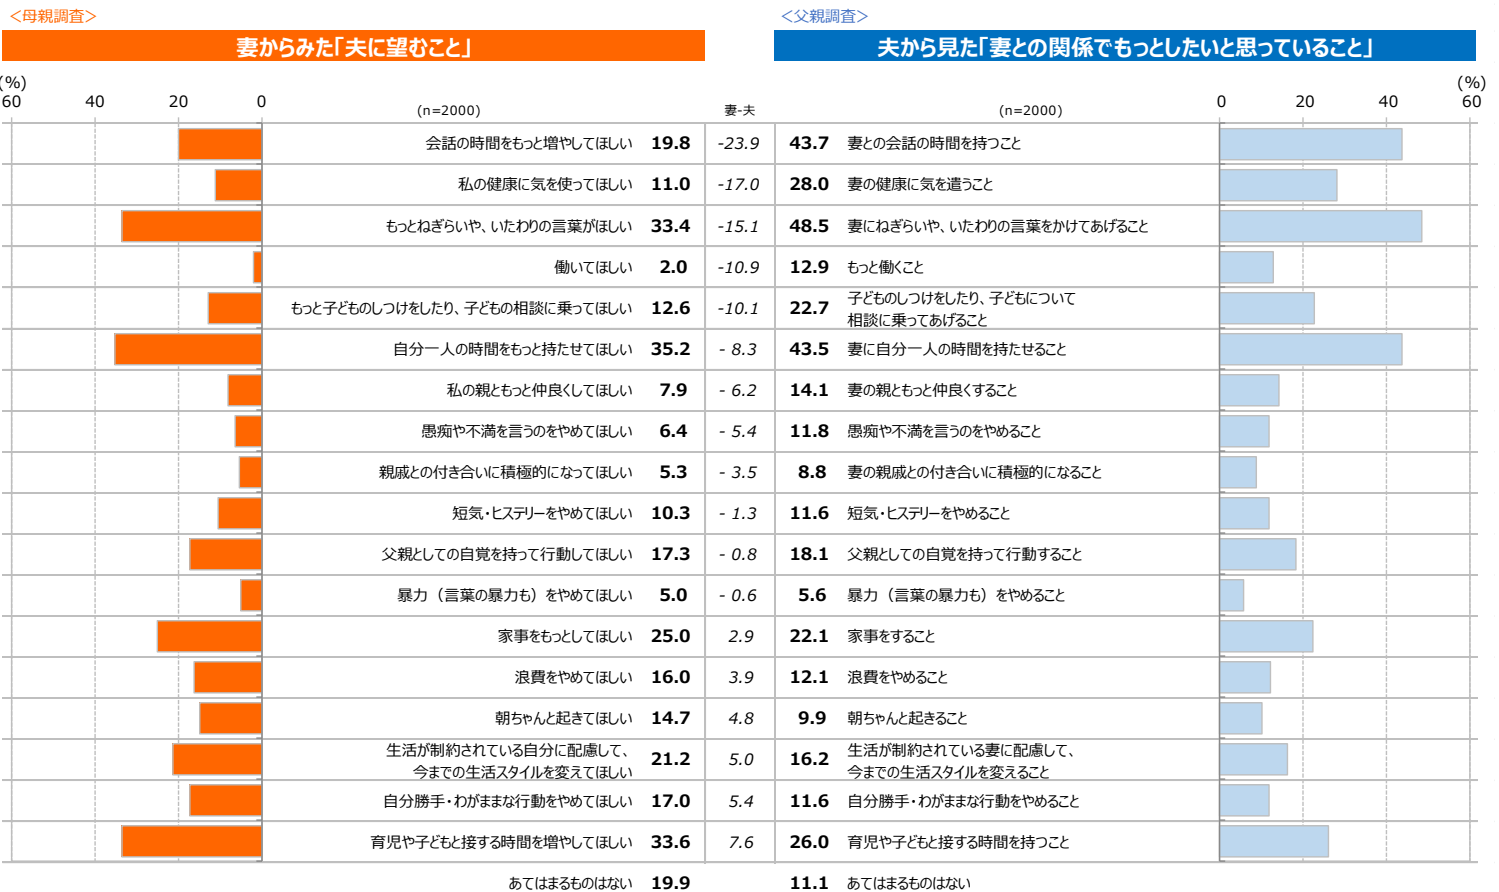 ＜母親調査＞
＜父親調査＞
妻からみた「夫に望むこと」
夫から見た「妻との関係でもっとしたいと思っていること」
(%)
(%)
60 40 20 0 (n=2000) 妻-夫 (n=2000) 0 20 40 60
会話の時間をもっと増やしてほしい 19.8 -23.9 43.7 妻との会話の時間を持つこと
私の健康に気を使ってほしい 11.0 -17.0 28.0 妻の健康に気を遣うこと
もっとねぎらいや、いたわりの言葉がほしい 33.4 -15.1 48.5 妻にねぎらいや、いたわりの言葉をかけてあげること
働いてほしい 2.0 -10.9 12.9 もっと働くこと
もっと子どものしつけをしたり、子どもの相談に乗ってほしい 12.6 -10.1 22.7 子どものしつけをしたり、子どもについて
相談に乗ってあげること
自分一人の時間をもっと持たせてほしい 35.2 - 8.3 43.5 妻に自分一人の時間を持たせること
私の親ともっと仲良くしてほしい 7.9 - 6.2 14.1 妻の親ともっと仲良くすること
愚痴や不満を言うのをやめてほしい 6.4 - 5.4 11.8 愚痴や不満を言うのをやめること
親戚との付き合いに積極的になってほしい 5.3 - 3.5 8.8 妻の親戚との付き合いに積極的になること
短気・ヒステリーをやめてほしい 10.3 - 1.3 11.6 短気・ヒステリーをやめること
父親としての自覚を持って行動してほしい 17.3 - 0.8 18.1 父親としての自覚を持って行動すること
暴力（言葉の暴力も）をやめてほしい 5.0 - 0.6 5.6 暴力（言葉の暴力も）をやめること
家事をもっとしてほしい 25.0 2.9 22.1 家事をすること
浪費をやめてほしい 16.0 3.9 12.1 浪費をやめること
朝ちゃんと起きてほしい 14.7 4.8 9.9 朝ちゃんと起きること
生活が制約されている自分に配慮して、
今までの生活スタイルを変えてほしい 21.2 5.0 16.2 生活が制約されている妻に配慮して、
今までの生活スタイルを変えること
自分勝手・わがままな行動をやめてほしい 17.0 5.4 11.6 自分勝手・わがままな行動をやめること
育児や子どもと接する時間を増やしてほしい 33.6 7.6 26.0 育児や子どもと接する時間を持つこと
あてはまるものはない 19.9 11.1 あてはまるものはない